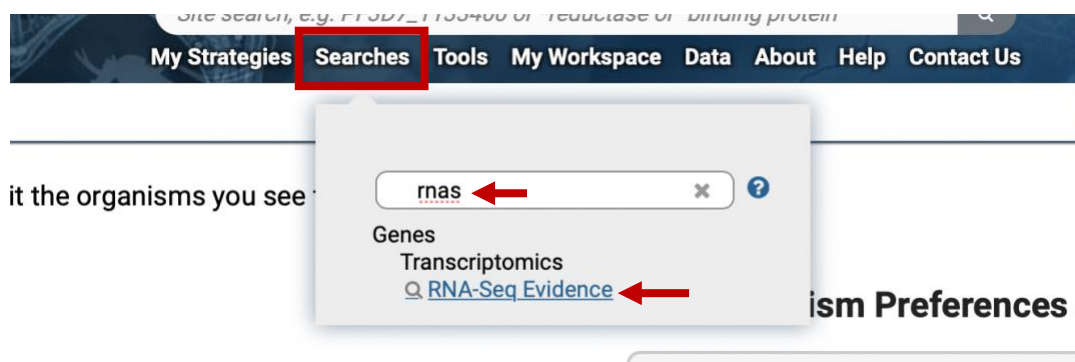 Site search, e.g. PF3D7_1133400 or *reductase or "binding protein"
My Strategies Searches Tools My Workspace Data About Help Contact Us
it the organisms you see
rnas
Genes
Transcriptomics
RNA-Seq Evidence
ism Preferences